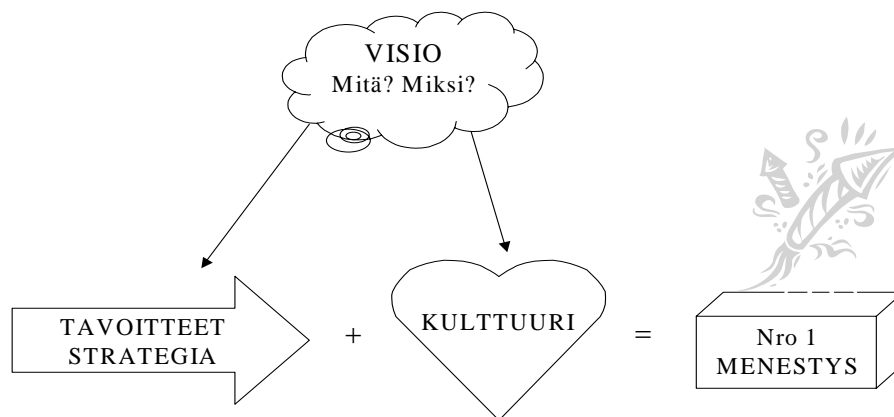 VISIO
Mitä? Miksi?
TAVOITTEET
STRATEGIA
+
KULTTUURI
=
Nro 1
MENESTYS